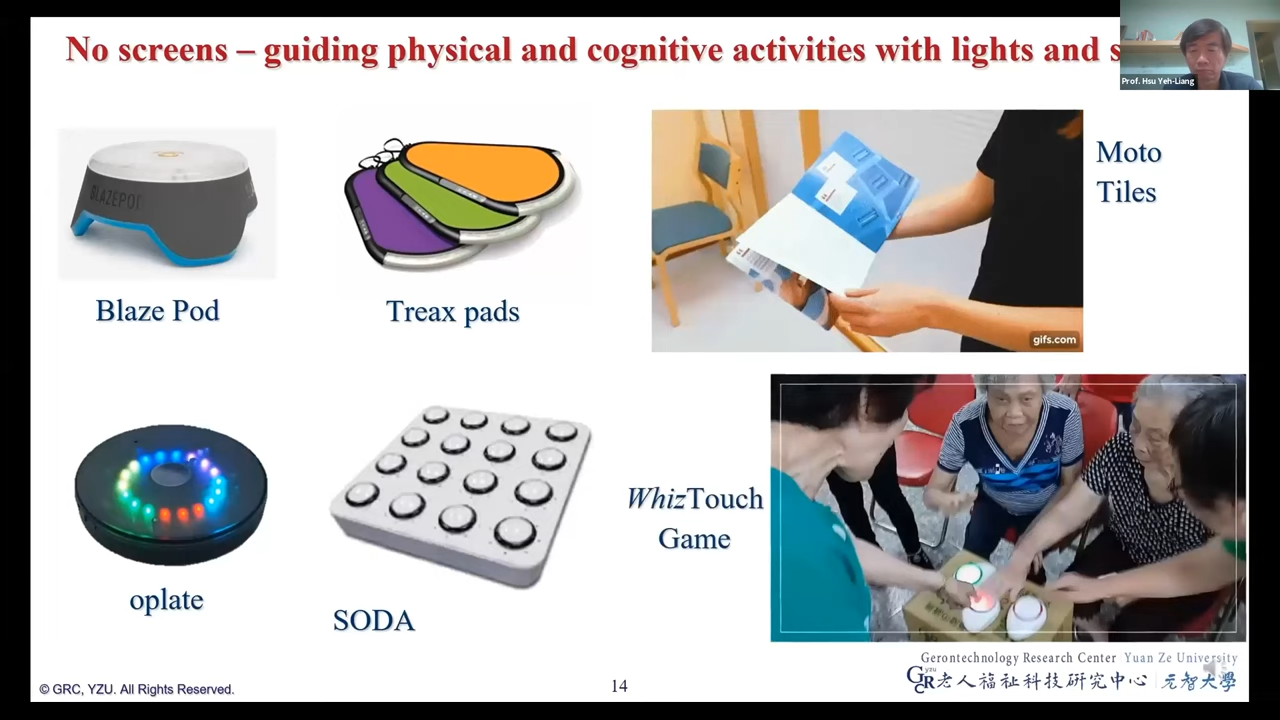 No screens – guiding physical and cognitive activities with lights and s
Prof. Hsu Yeh-Liang
BLAZEPOD
Blaze Pod
Treax pads
gifs.com
Moto
Tiles
oplate
SODA
WhizTouch
Game
Gerontechnology Research Center Yuan Ze University
yzu
GRC 老人福祉科技研究中心 | 元智大學
© GRC, YZU. All Rights Reserved.
14